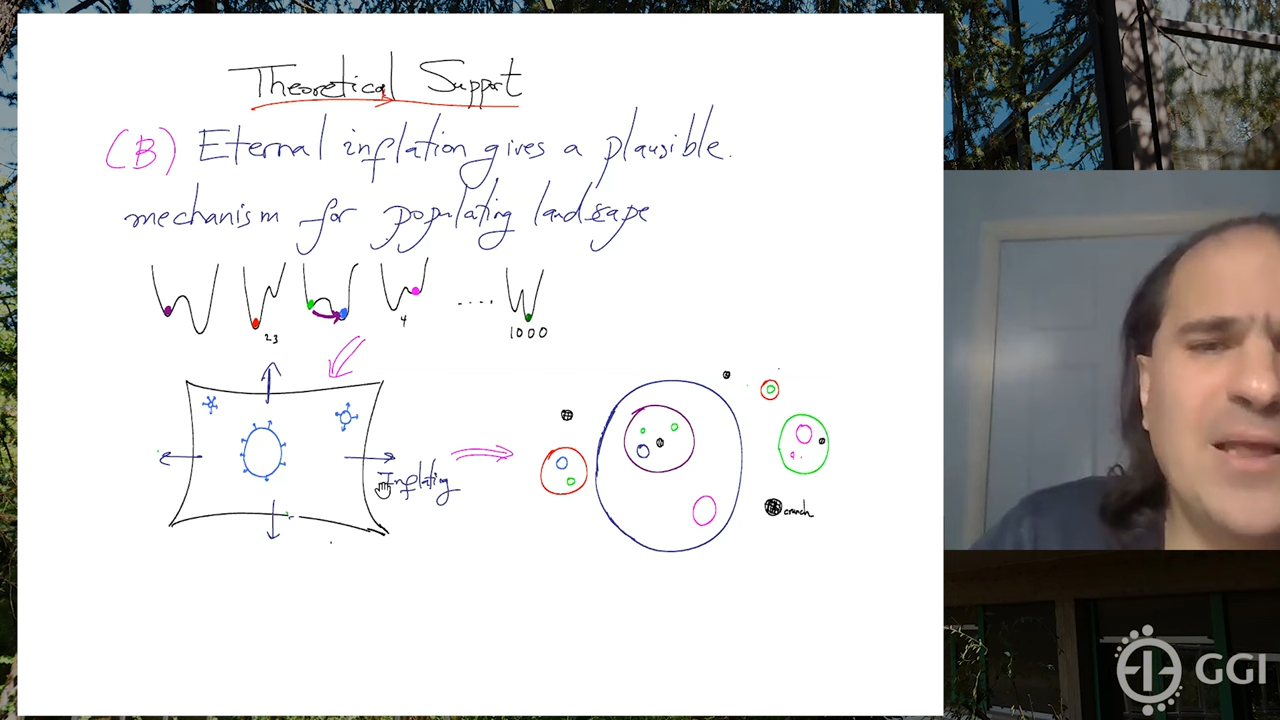 Theoretical Support
(B) Eternal inflation gives a plausible.
mechanism for populating landscape
23
4
....
1000
Inflating
crunch
GGI